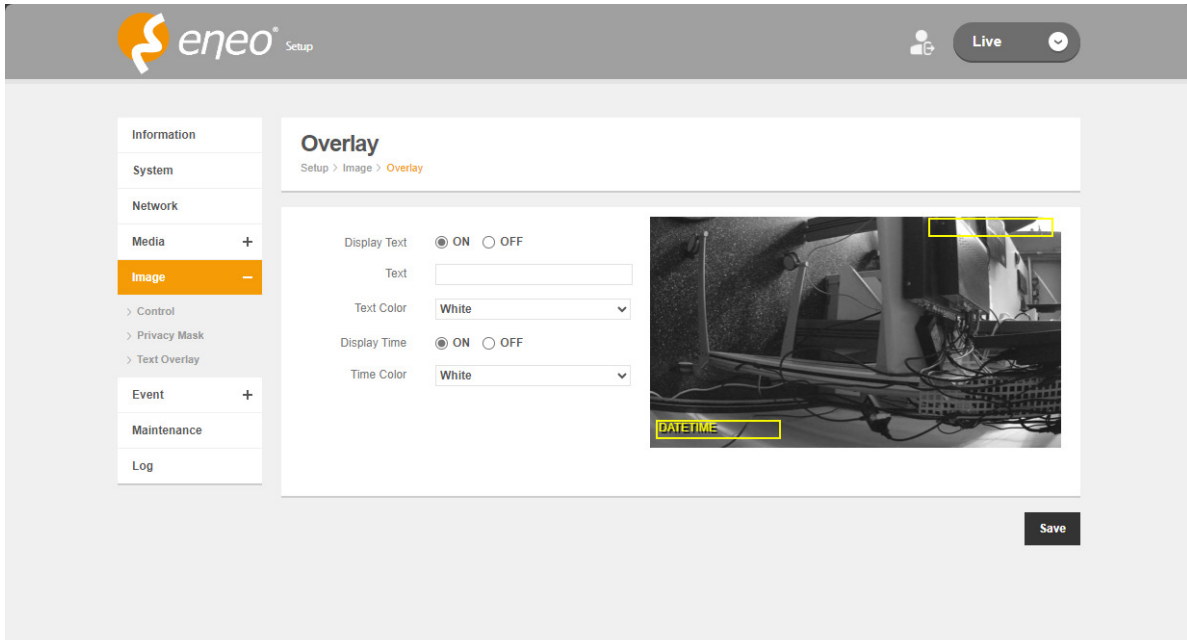 eneo® Setup
Live
Information
System
Network
Media +
Image −
> Control
> Privacy Mask
> Text Overlay
Event +
Maintenance
Log
Overlay
Setup > Image > Overlay
Display Text ON OFF
Text
Text Color White
Display Time ON OFF
Time Color White
DATETIME
Save